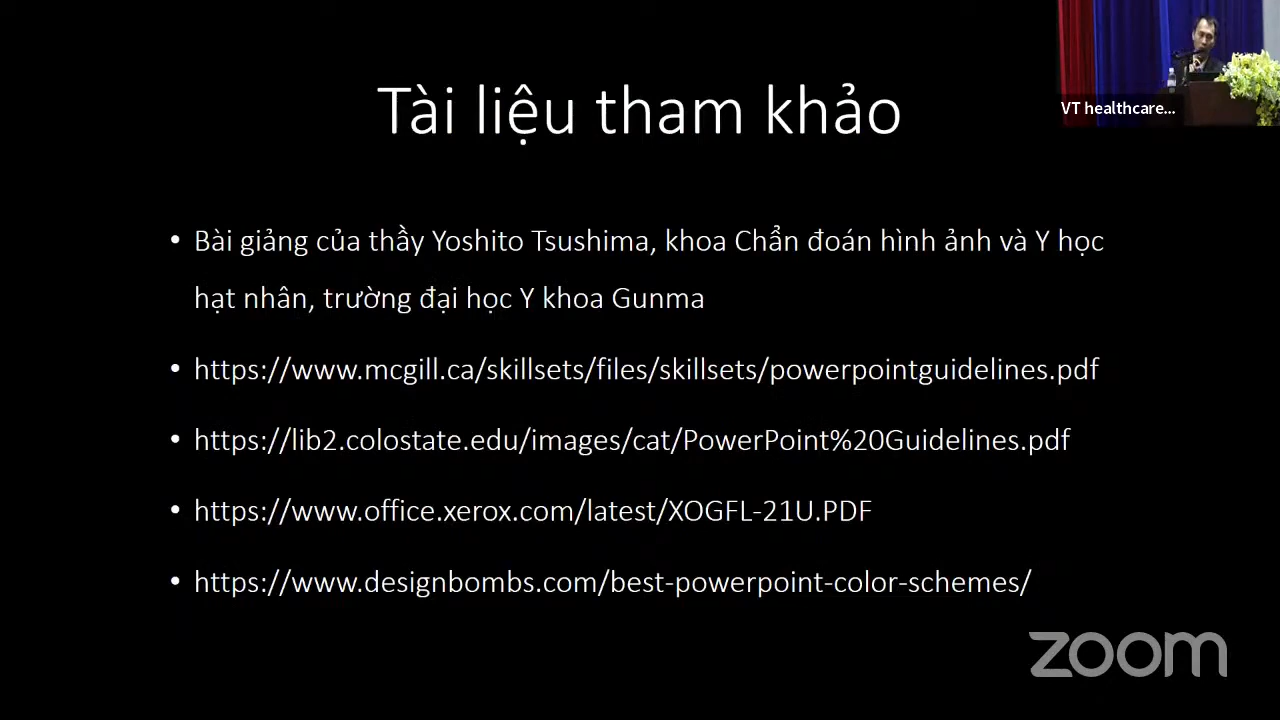 VT healthcare...
Tài liệu tham khảo
• Bài giảng của thầy Yoshito Tsushima, khoa Chẩn đoán hình ảnh và Y học
hạt nhân, trường đại học Y khoa Gunma
• https://www.mcgill.ca/skillsets/files/skillsets/powerpointguidelines.pdf
• https://lib2.colostate.edu/images/cat/PowerPoint%20Guidelines.pdf
• https://www.office.xerox.com/latest/XOGFL-21U.PDF
• https://www.designbombs.com/best-powerpoint-color-schemes/
zoom